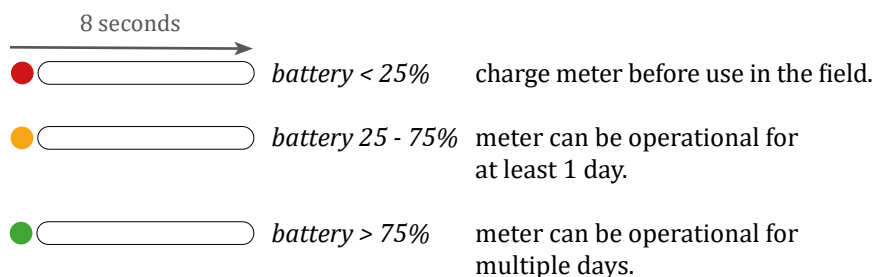 8 seconds
battery < 25% charge meter before use in the field.
battery 25 - 75% meter can be operational for
at least 1 day.
battery > 75% meter can be operational for
multiple days.